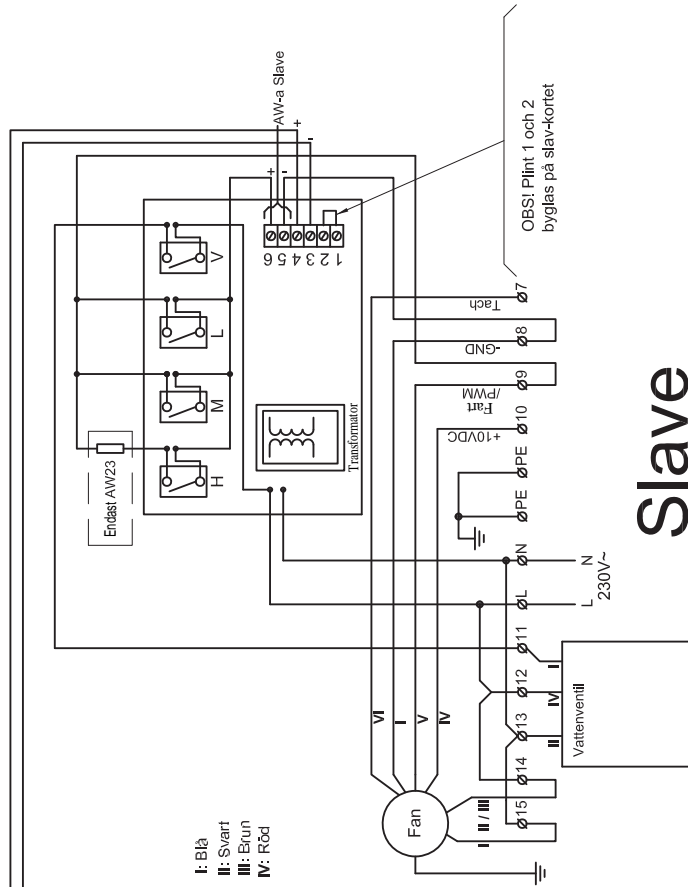 AW-a Slave
+
-
+
-
Endast AW23
H
M
L
V
6 5 4 3 2 1
Transformator
OBS! Plint 1 och 2
byglas på slav-kortet
Tach
-GND
Fart
/PWM
+10VDC
15
14
13
12
11
L
N
PE
PE
10
9
8
7
L
N
230V~
VI
I
V
IV
Fan
I
II / III
II
IV
I
Vattenventil
I: Blå
II: Svart
III: Brun
IV: Röd
Slave